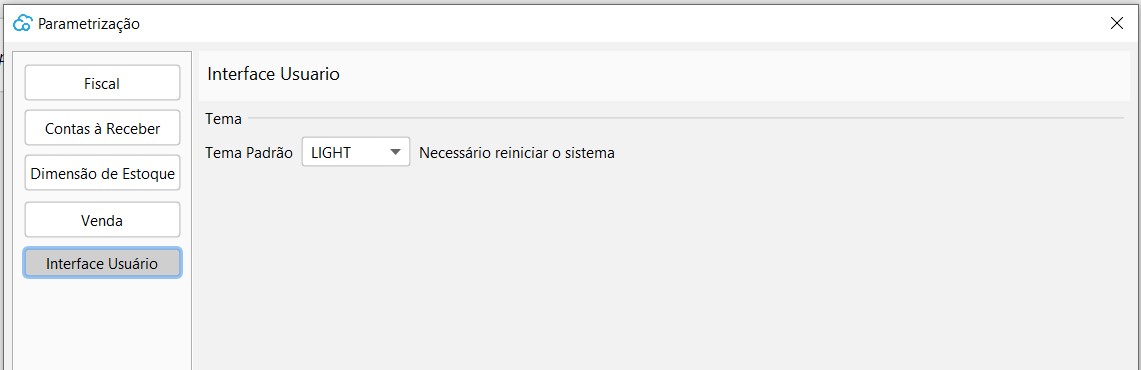 Parametrização
Fiscal
Contas à Receber
Dimensão de Estoque
Venda
Interface Usuário
Interface Usuario
Tema
Tema Padrão LIGHT Necessário reiniciar o sistema